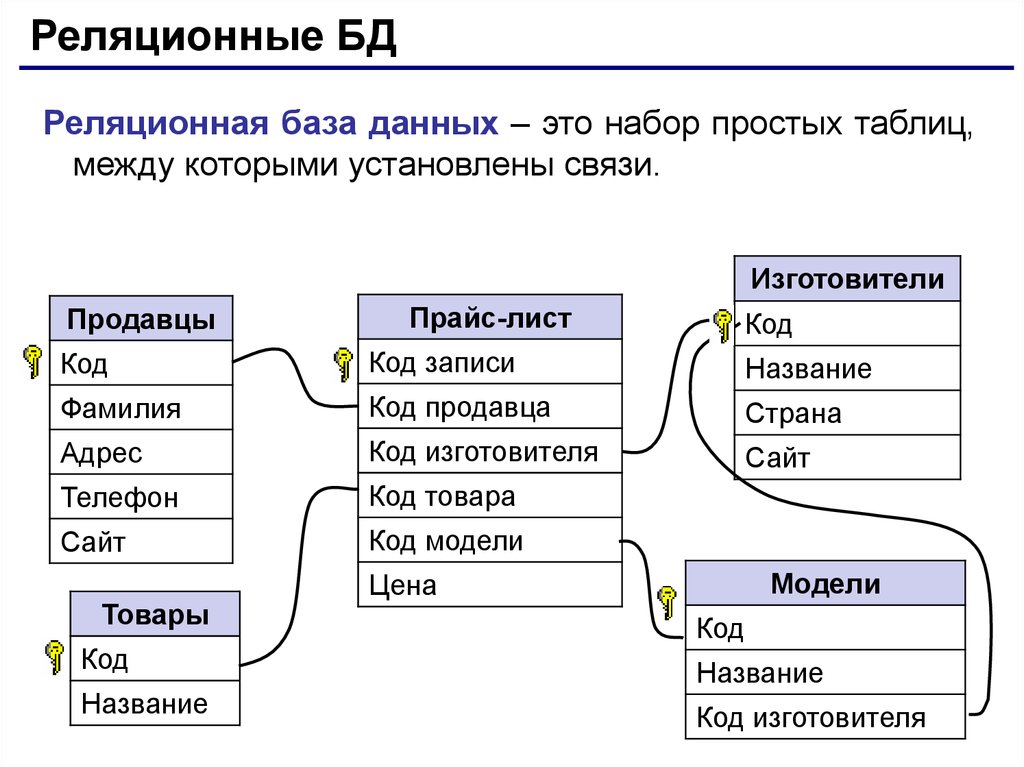 Реляционные БД
Реляционная база данных – это набор простых таблиц,
между которыми установлены связи.
Продавцы
Код
Фамилия
Адрес
Телефон
Сайт
Товары
Код
Название
Прайс-лист
Код записи
Код продавца
Код изготовителя
Код товара
Код модели
Цена
Изготовители
Код
Название
Страна
Сайт
Модели
Код
Название
Код изготовителя